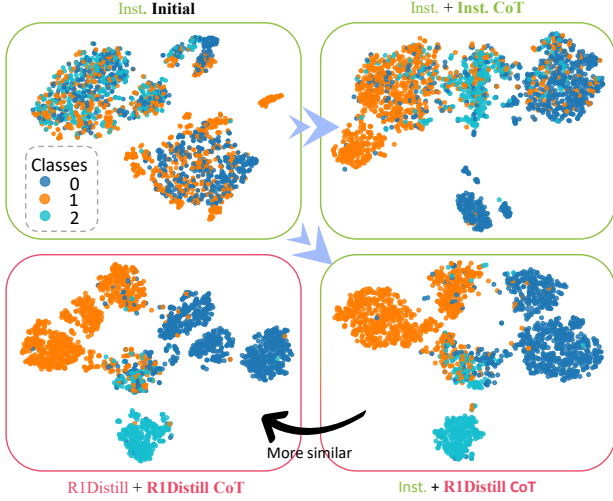 Inst. Initial
Inst. + Inst. CoT
Classes
0
1
2
More similar
R1Distill + R1Distill CoT
Inst. + R1Distill CoT